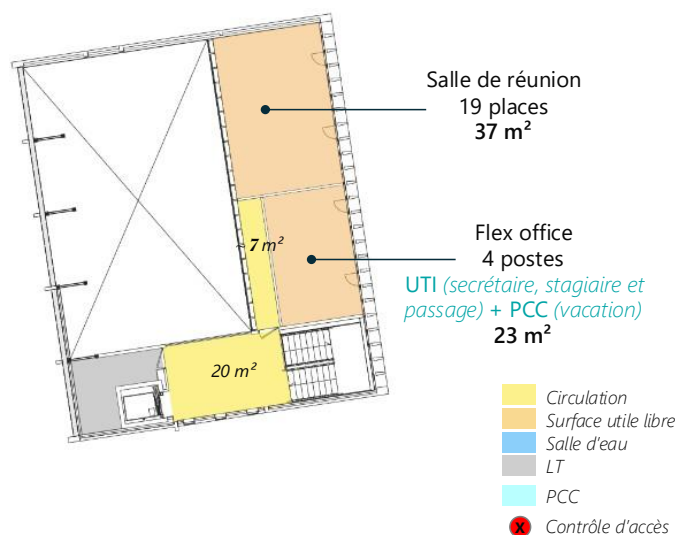 Salle de réunion
19 places
37 m²
7 m²
Flex office
4 postes
UTI (secrétaire, stagiaire et
passage) + PCC (vacation)
23 m²
20 m²
Circulation
Surface utile libre
Salle d'eau
LT
PCC
X Contrôle d'accès